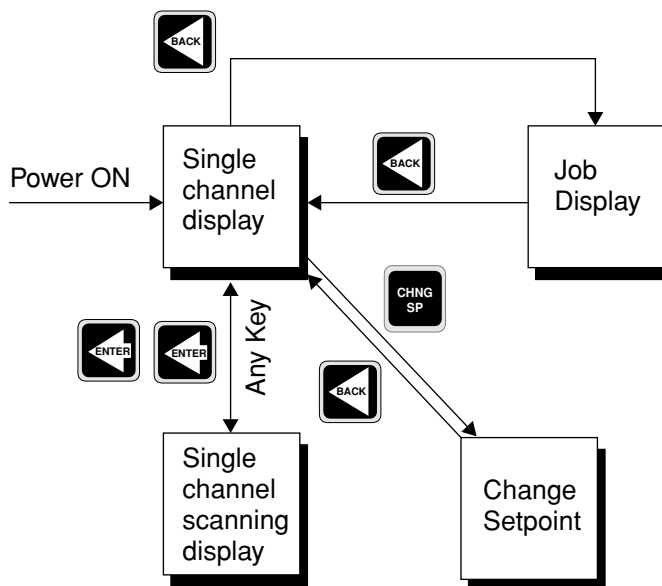 BACK
Power ON
Single
channel
display
BACK
Job
Display
CHNG
SP
ENTER
ENTER
Any Key
BACK
Single
channel
scanning
display
Change
Setpoint